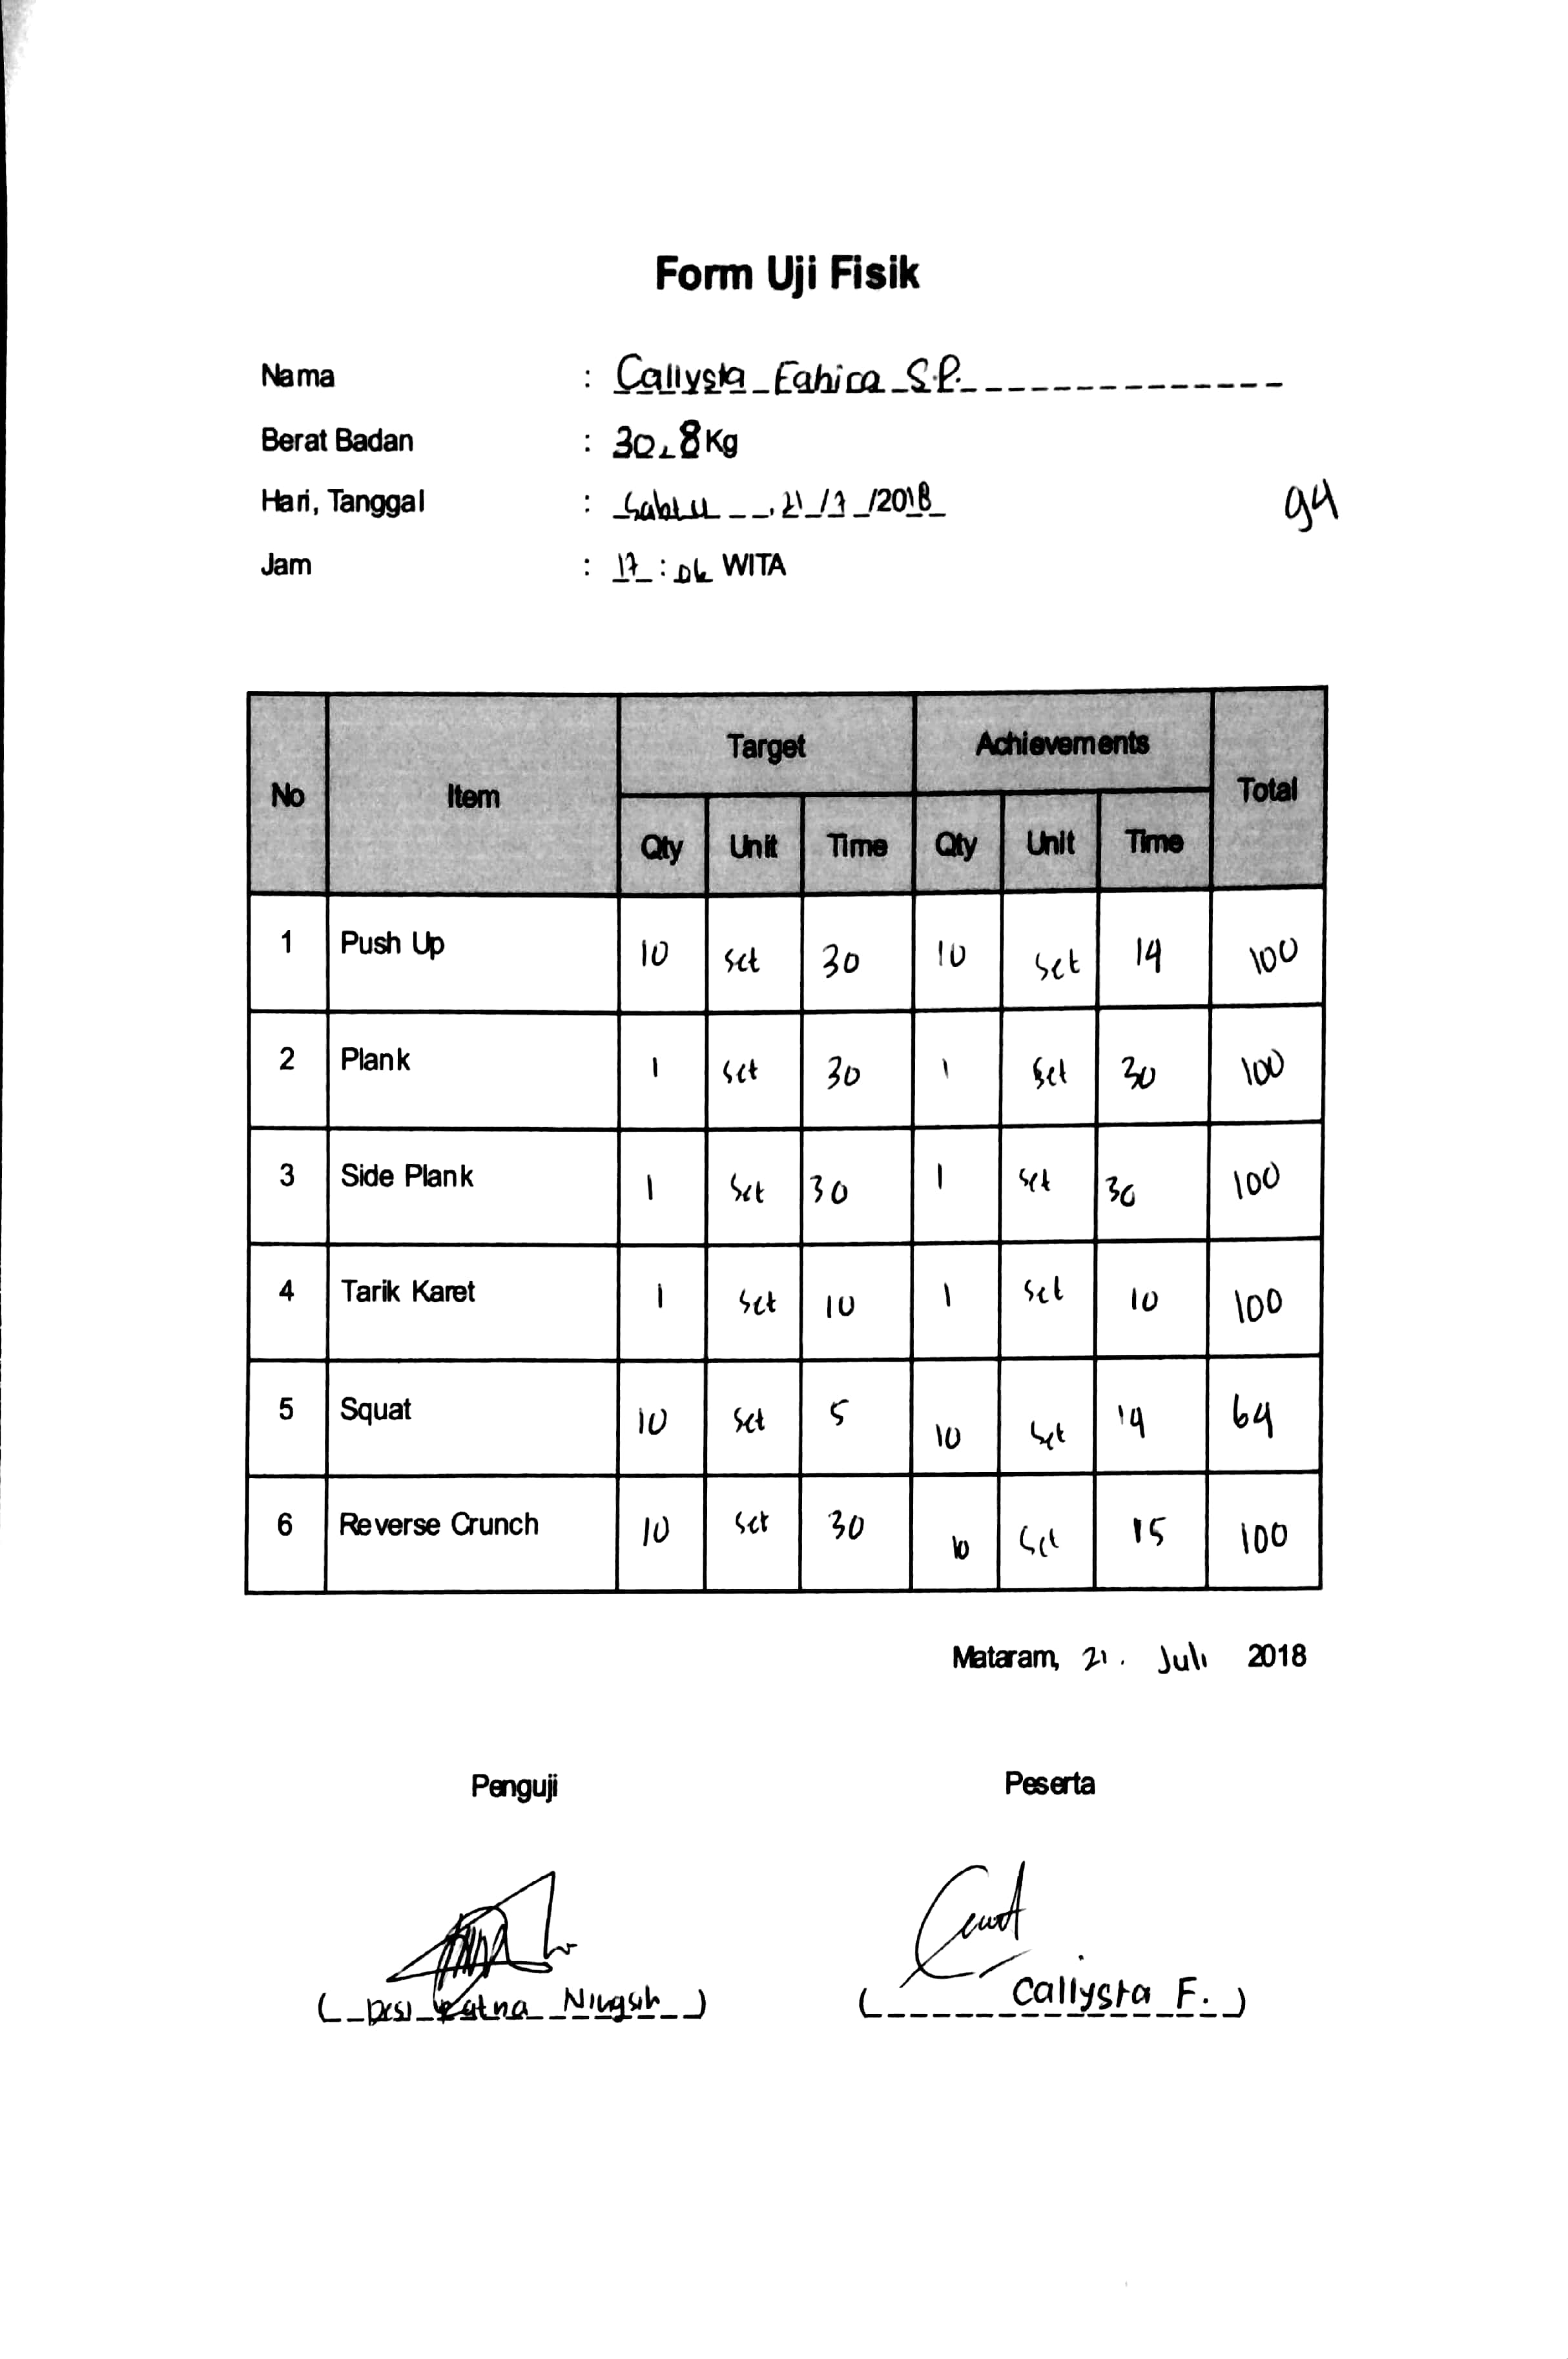 Form Uji Fisik
Nama : Callysta Fahira S.P.
Berat Badan : 30.8 Kg
Hari, Tanggal : Sabtu, 21/7/2018
94
Jam : 17:06 WITA
No Item Target Achievements Total
Qty Unit Time Qty Unit Time
1 Push Up 10 set 30 10 set 14 100
2 Plank 1 set 30 1 set 30 100
3 Side Plank 1 set 30 1 set 30 100
4 Tarik Karet 1 set 10 1 set 10 100
5 Squat 10 set 5 10 set 14 64
6 Reverse Crunch 10 set 30 10 set 15 100
Mataram, 21. Juli 2018
Penguji Peserta
(Desi Ratna Ningsih) (Callysta F.)